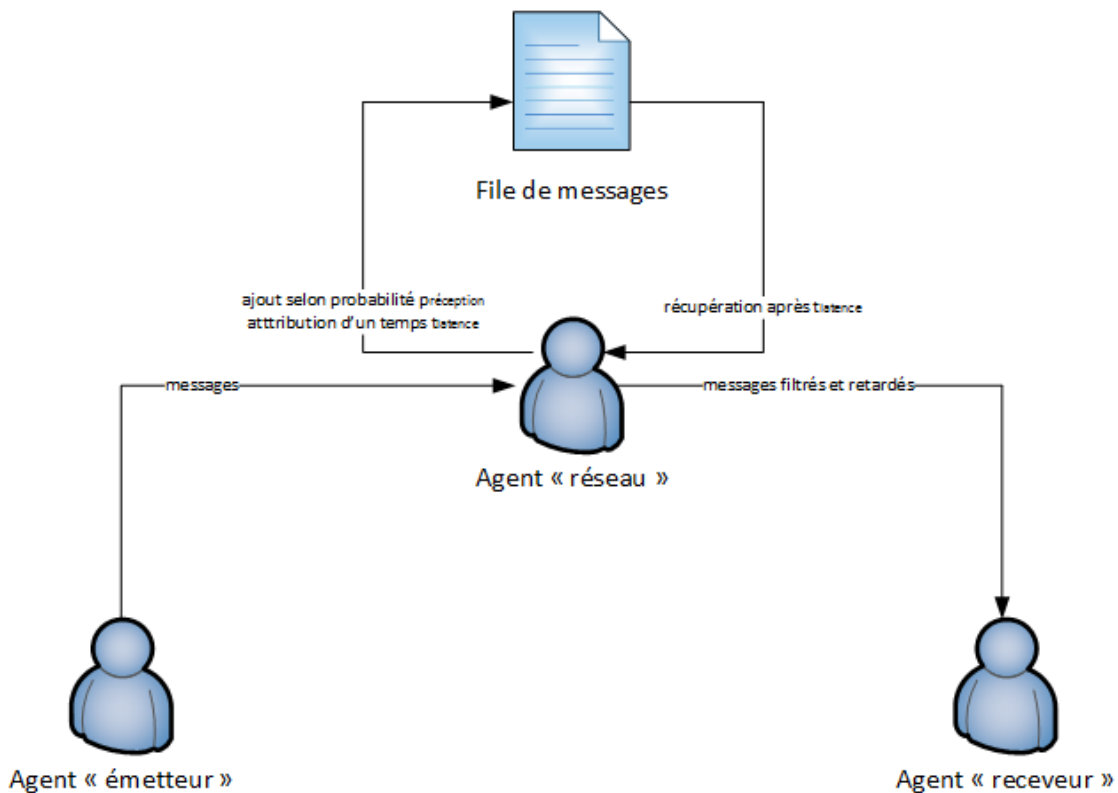 File de messages
ajout selon probabilité préception
atttribution d'un temps tlatence
récupération après tlatence
messages
messages filtrés et retardés
Agent « réseau »
Agent « émetteur »
Agent « receveur »